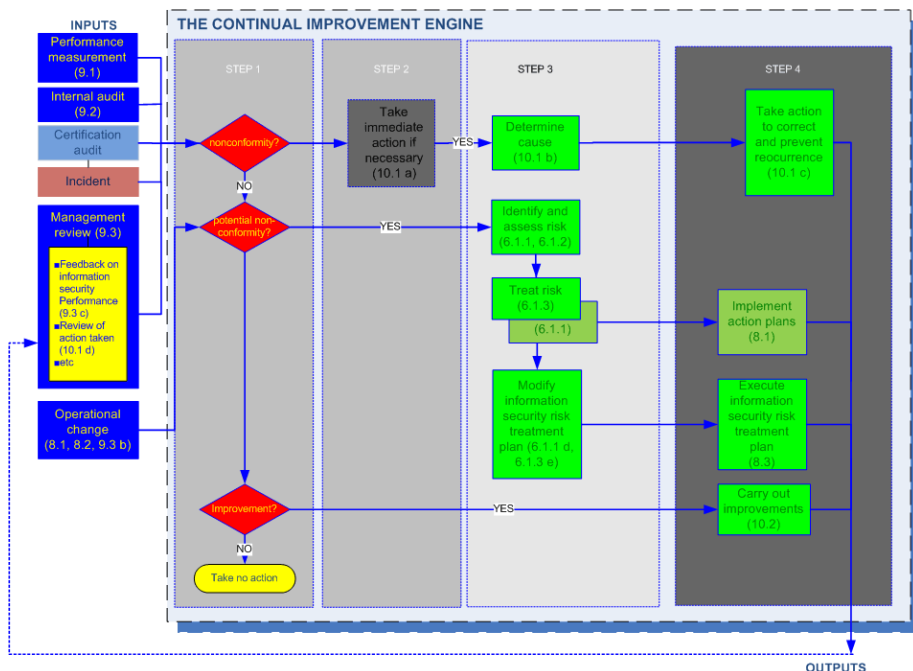 INPUTS
THE CONTINUAL IMPROVEMENT ENGINE
Performance
measurement
(9.1)
Internal audit
(9.2)
Certification
audit
Incident
Management
review (9.3)
■Feedback on
information
security
Performance
(9.3 c)
■Review of
action taken
(10.1 d)
■etc
Operational
change
(8.1, 8.2, 9.3 b)
STEP 1
nonconformity?
NO
potential non-
conformity?
Improvement?
NO
Take no action
STEP 2
Take
immediate
action if
necessary
(10.1 a)
YES
YES
STEP 3
Determine
cause
(10.1 b)
Identify and
assess risk
(6.1.1, 6.1.2)
Treat risk
(6.1.3)
(6.1.1)
Modify
information
security risk
treatment
plan (6.1.1 d,
6.1.3 e)
YES
STEP 4
Take action
to correct
and prevent
reocurrence
(10.1 c)
Implement
action plans
(8.1)
Execute
information
security risk
treatment
plan
(8.3)
Carry out
improvements
(10.2)
OUTPUTS